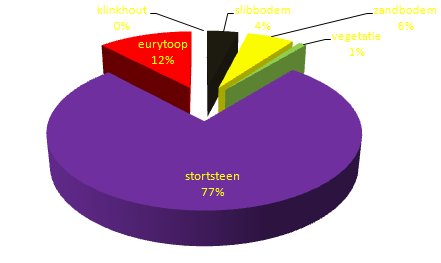 klinkhout
0%
slibbodem
4%
zandbodem
6%
vegetatie
1%
eurytoop
12%
stortsteen
77%